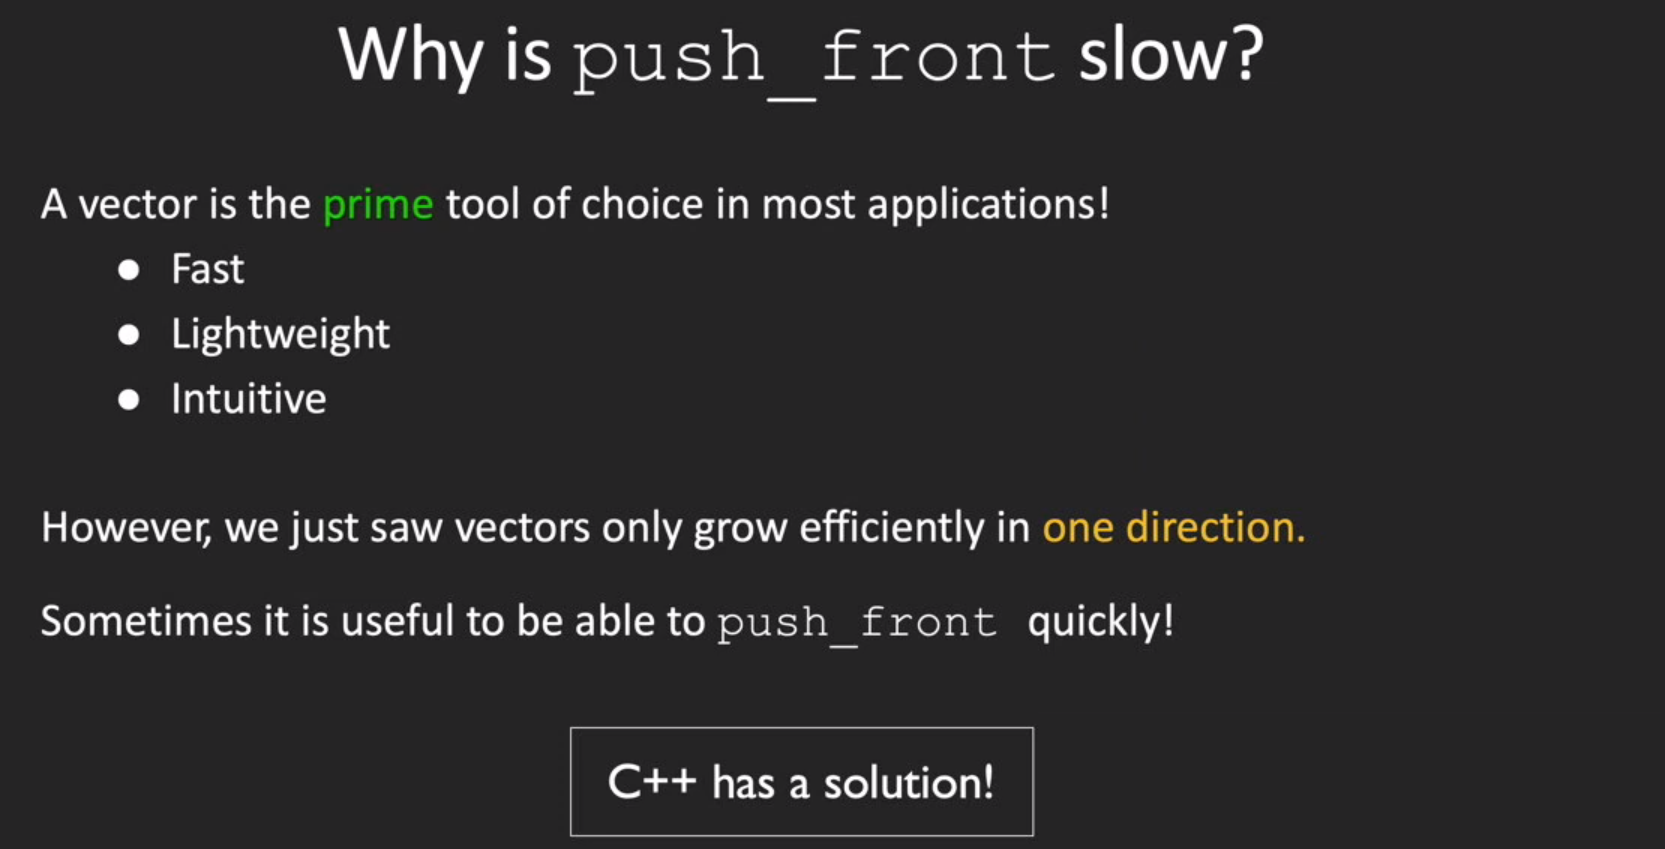 Why is push_front slow?
A vector is the prime tool of choice in most applications!
● Fast
● Lightweight
● Intuitive
However, we just saw vectors only grow efficiently in one direction.
Sometimes it is useful to be able to push_front quickly!
C++ has a solution!